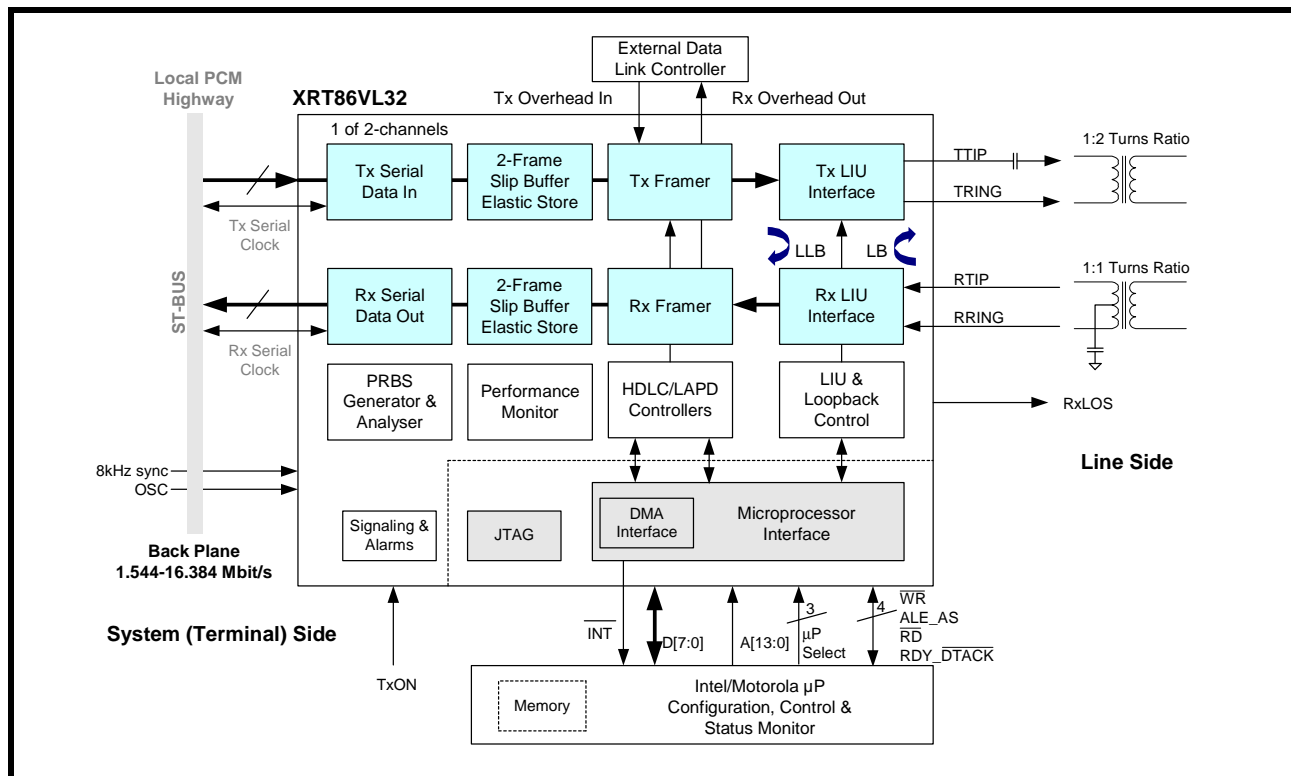 External Data
Link Controller
Local PCM
Highway
XRT86VL32
Tx Overhead In
Rx Overhead Out
1 of 2-channels
Tx Serial
Data In
2-Frame
Slip Buffer
Elastic Store
Tx Framer
Tx LIU
Interface
TTIP
TRING
1:2 Turns Ratio
Tx Serial
Clock
LLB
LB
ST-BUS
Rx Serial
Data Out
2-Frame
Slip Buffer
Elastic Store
Rx Framer
Rx LIU
Interface
RTIP
RRING
1:1 Turns Ratio
Rx Serial
Clock
PRBS
Generator &
Analyser
Performance
Monitor
HDLC/LAPD
Controllers
LIU &
Loopback
Control
RxLOS
Line Side
8kHz sync
OSC
Signaling &
Alarms
JTAG
DMA
Interface
Microprocessor
Interface
Back Plane
1.544-16.384 Mbit/s
System (Terminal) Side
TxON
INT
D[7:0]
A[13:0]
3
µP
Select
4
WR
ALE_AS
RD
RDY_DTACK
Memory
Intel/Motorola µP
Configuration, Control &
Status Monitor